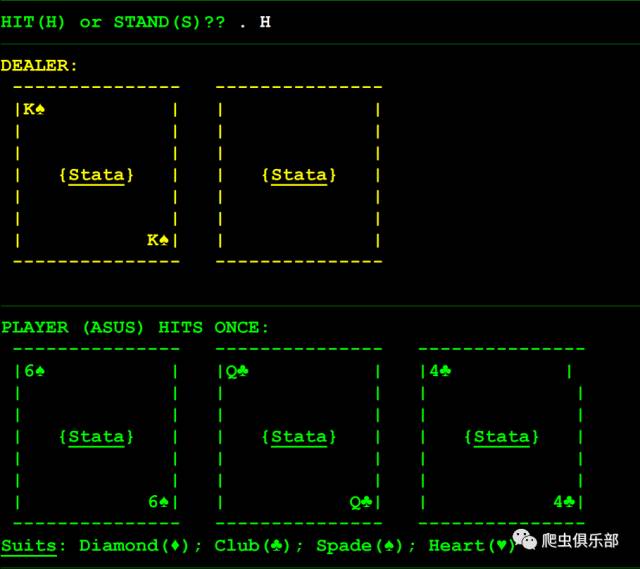 HIT(H) or STAND(S)?? . H
DEALER:
K♠
{Stata} {Stata}
K♠
PLAYER (ASUS) HITS ONCE:
6♠ Q♣ 4♣
{Stata} {Stata} {Stata}
6♠ Q♣ 4♣
Suits: Diamond(♦); Club(♣); Spade(♠); Heart(♥)
爬虫俱乐部